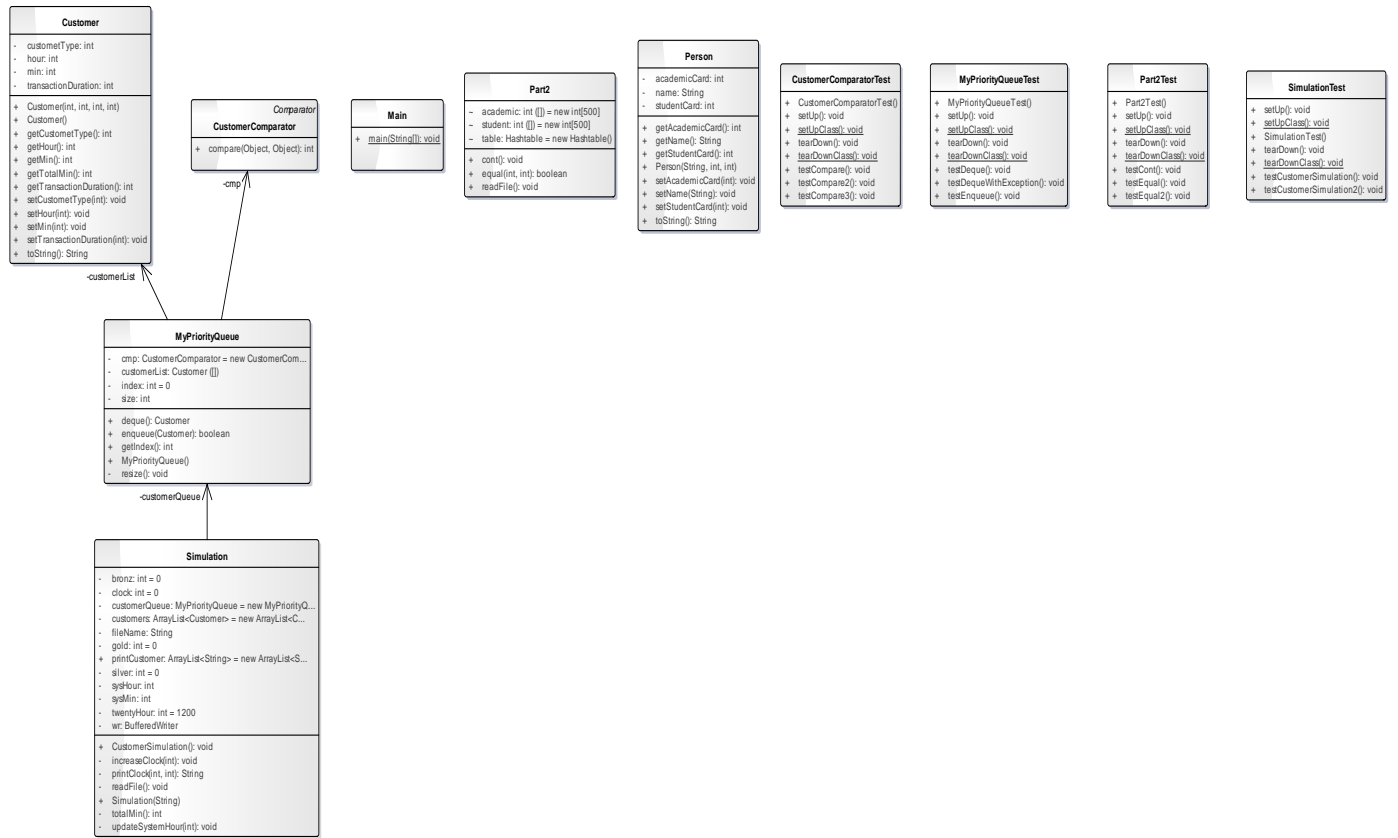 Customer
- custometType: int
- hour: int
- min: int
- transactionDuration: int
+ Customer(int, int, int, int)
+ Customer()
+ getCustometType(): int
+ getHour(): int
+ getMin(): int
+ getTotalMin(): int
+ getTransactionDuration(): int
+ setCustometType(int): void
+ setHour(int): void
+ setMin(int): void
+ setTransactionDuration(int): void
+ toString(): String
Comparator
CustomerComparator
+ compare(Object, Object): int
Main
+ main(String[]): void
Part2
~ academic: int ([]) = new int[500]
~ student: int ([]) = new int[500]
~ table: Hashtable = new Hashtable()
+ cont(): void
+ equal(int, int): boolean
+ readFile(): void
Person
- academicCard: int
- name: String
- studentCard: int
+ getAcademicCard(): int
+ getName(): String
+ getStudentCard(): int
+ Person(String, int, int)
+ setAcademicCard(int): void
+ setName(String): void
+ setStudentCard(int): void
+ toString(): String
CustomerComparatorTest
+ CustomerComparatorTest()
+ setUp(): void
+ setUpClass(): void
+ tearDown(): void
+ tearDownClass(): void
+ testCompare(): void
+ testCompare2(): void
+ testCompare3(): void
MyPriorityQueueTest
+ MyPriorityQueueTest()
+ setUp(): void
+ setUpClass(): void
+ tearDown(): void
+ tearDownClass(): void
+ testDeque(): void
+ testDequeWithException(): void
+ testEnqueue(): void
Part2Test
+ Part2Test()
+ setUp(): void
+ setUpClass(): void
+ tearDown(): void
+ tearDownClass(): void
+ testCont(): void
+ testEqual(): void
+ testEqual2(): void
SimulationTest
+ setUp(): void
+ setUpClass(): void
+ SimulationTest()
+ tearDown(): void
+ tearDownClass(): void
+ testCustomerSimulation(): void
+ testCustomerSimulation2(): void
-cmp
-customerList
MyPriorityQueue
- cmp: CustomerComparator = new CustomerCom...
- customerList: Customer ([])
- index: int = 0
- size: int
+ deque(): Customer
+ enqueue(Customer): boolean
+ getIndex(): int
+ MyPriorityQueue()
- resize(): void
-customerQueue
Simulation
- bronz: int = 0
- clock: int = 0
- customerQueue: MyPriorityQueue = new MyPriorityQ...
- customers: ArrayList<Customer> = new ArrayList<C...
- fileName: String
- gold: int = 0
+ printCustomer: ArrayList<String> = new ArrayList<S...
- silver: int = 0
- sysHour: int
- sysMin: int
- twentyHour: int = 1200
- wr: BufferedWriter
+ CustomerSimulation(): void
- increaseClock(int): void
- printClock(int, int): String
- readFile(): void
+ Simulation(String)
- totalMin(): int
- updateSystemHour(int): void